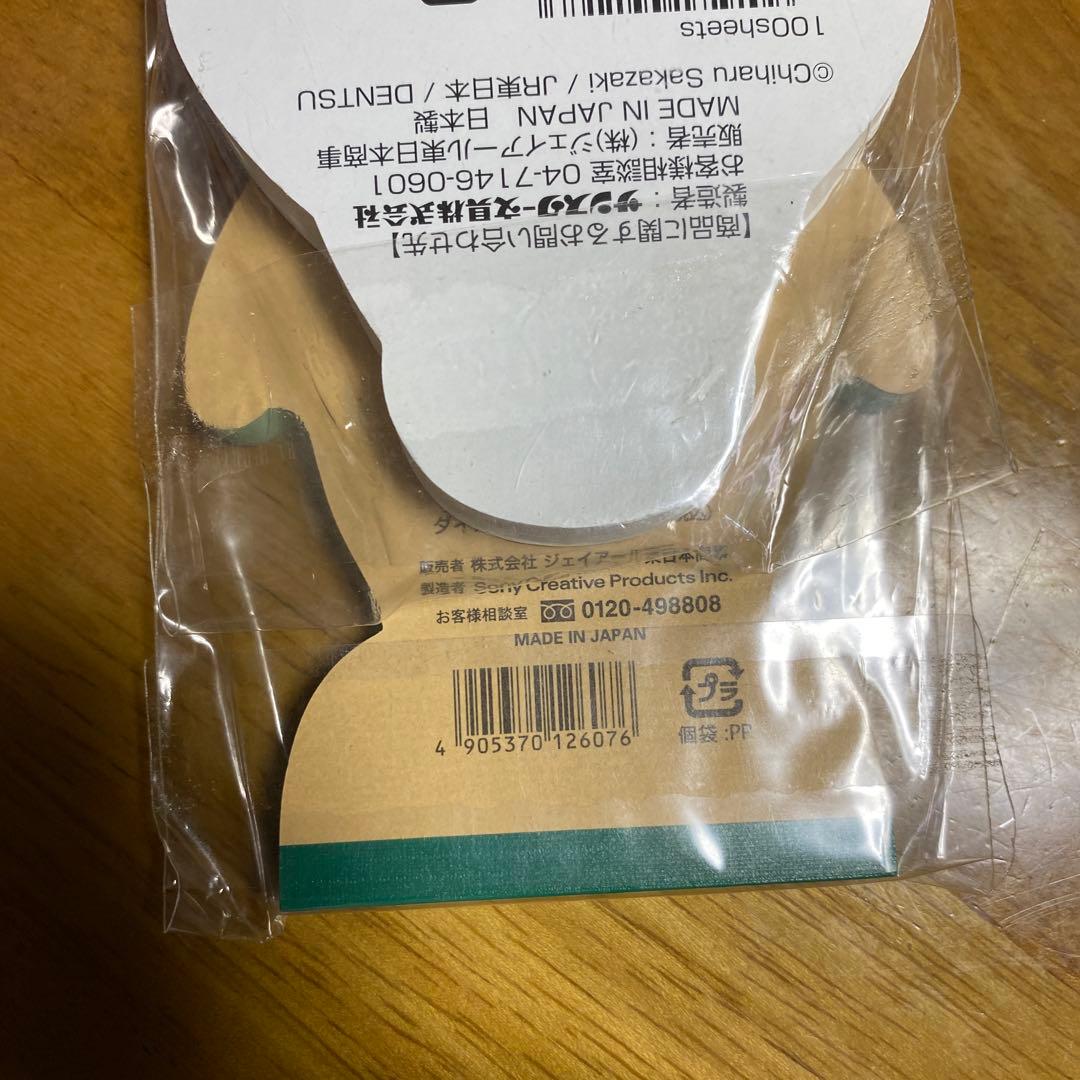 【商品に関するお問い合わせ先】
製造者：サンスター文具株式会社
お客様相談室 04-7146-0601
販売者：(株)ジェイアール東日本商事
MADE IN JAPAN 日本製
©Chiharu Sakazaki / JR東日本 / DENTSU
100sheets
販売者 株式会社 ジェイアール東日本商事
製造者 Sony Creative Products Inc.
お客様相談室 0120-498808
MADE IN JAPAN
4 905370 126076
プラ
個袋 :PP